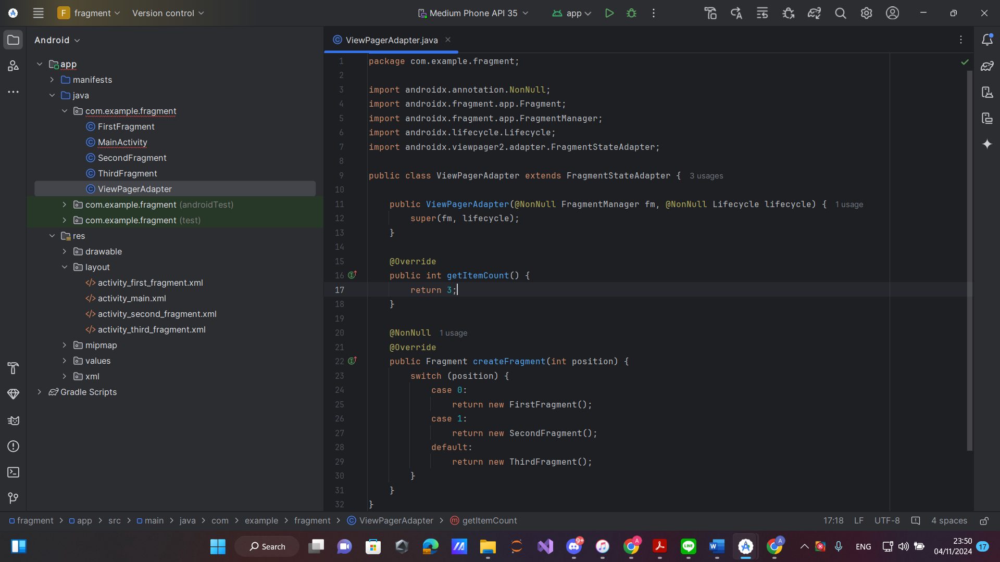 F fragment Version control Medium Phone API 35 app
Android
app
manifests
java
com.example.fragment
FirstFragment
MainActivity
SecondFragment
ThirdFragment
ViewPagerAdapter
com.example.fragment (androidTest)
com.example.fragment (test)
res
drawable
layout
activity_first_fragment.xml
activity_main.xml
activity_second_fragment.xml
activity_third_fragment.xml
mipmap
values
xml
Gradle Scripts
ViewPagerAdapter.java
1 package com.example.fragment;
2
3 import androidx.annotation.NonNull;
4 import androidx.fragment.app.Fragment;
5 import androidx.fragment.app.FragmentManager;
6 import androidx.lifecycle.Lifecycle;
7 import androidx.viewpager2.adapter.FragmentStateAdapter;
8
9 public class ViewPagerAdapter extends FragmentStateAdapter { 3 usages
10
11 public ViewPagerAdapter(@NonNull FragmentManager fm, @NonNull Lifecycle lifecycle) { 1 usage
12 super(fm, lifecycle);
13 }
14
15 @Override
16 public int getItemCount() {
17 return 3;
18 }
19
20 @NonNull 1 usage
21 @Override
22 public Fragment createFragment(int position) {
23 switch (position) {
24 case 0:
25 return new FirstFragment();
26 case 1:
27 return new SecondFragment();
28 default:
29 return new ThirdFragment();
30 }
31 }
32 }
fragment > app > src > main > java > com > example > fragment > ViewPagerAdapter > getItemCount 17:18 LF UTF-8 4 spaces
Search 9+ A A ENG 23:50
04/11/2024 17